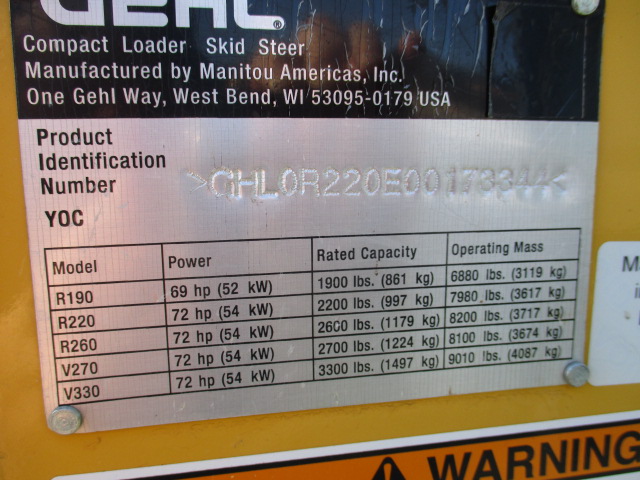 GEHL®
Compact Loader Skid Steer
Manufactured by Manitou Americas, Inc.
One Gehl Way, West Bend, WI 53095-0179 USA
Product
Identification
Number >GHL0R220E00173344<
YOC
Model Power Rated Capacity Operating Mass
R190 69 hp (52 kW) 1900 lbs. (861 kg) 6880 lbs. (3119 kg)
R220 72 hp (54 kW) 2200 lbs. (997 kg) 7980 lbs. (3617 kg)
R260 72 hp (54 kW) 2600 lbs. (1179 kg) 8200 lbs. (3717 kg)
V270 72 hp (54 kW) 2700 lbs. (1224 kg) 8100 lbs. (3674 kg)
V330 72 hp (54 kW) 3300 lbs. (1497 kg) 9010 lbs. (4087 kg)
WARNING